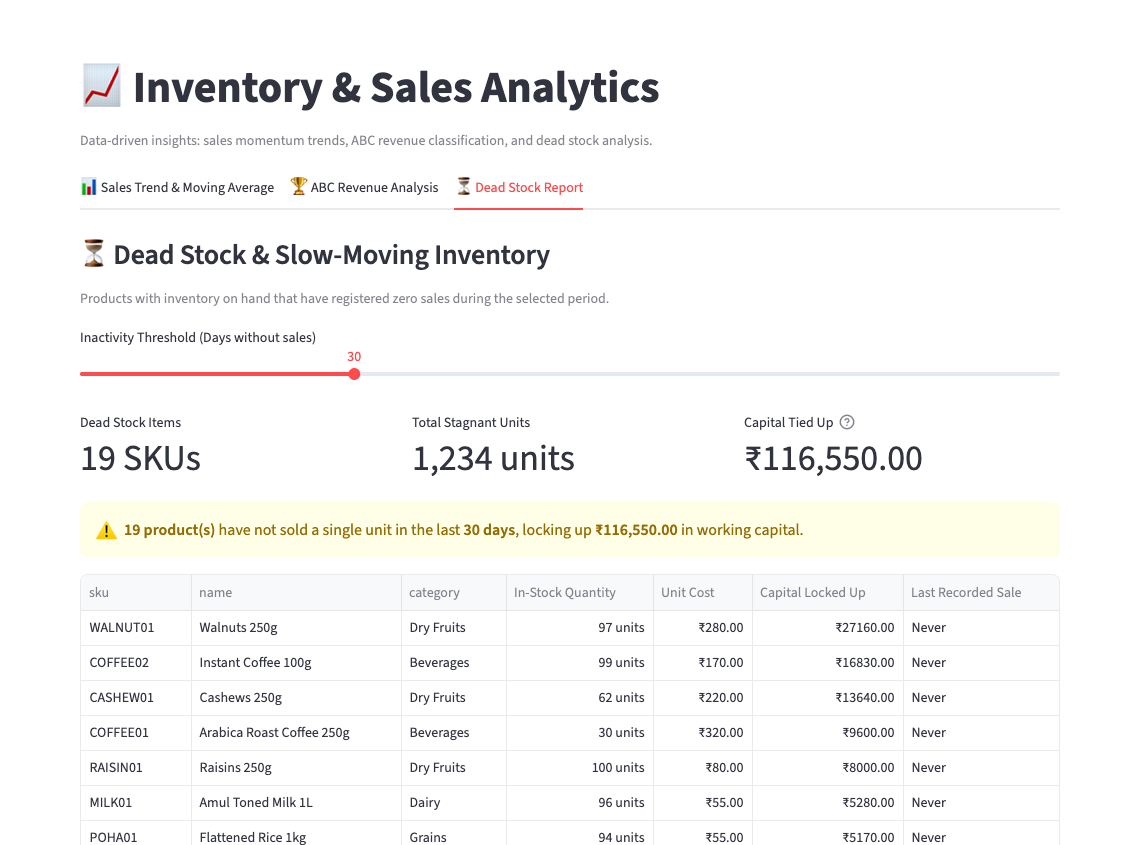 Inventory & Sales Analytics
Data-driven insights: sales momentum trends, ABC revenue classification, and dead stock analysis.
Sales Trend & Moving Average ABC Revenue Analysis Dead Stock Report
Dead Stock & Slow-Moving Inventory
Products with inventory on hand that have registered zero sales during the selected period.
Inactivity Threshold (Days without sales)
30
Dead Stock Items Total Stagnant Units Capital Tied Up
19 SKUs 1,234 units ₹116,550.00
19 product(s) have not sold a single unit in the last 30 days, locking up ₹116,550.00 in working capital.
sku name category In-Stock Quantity Unit Cost Capital Locked Up Last Recorded Sale
WALNUT01 Walnuts 250g Dry Fruits 97 units ₹280.00 ₹27160.00 Never
COFFEE02 Instant Coffee 100g Beverages 99 units ₹170.00 ₹16830.00 Never
CASHEW01 Cashews 250g Dry Fruits 62 units ₹220.00 ₹13640.00 Never
COFFEE01 Arabica Roast Coffee 250g Beverages 30 units ₹320.00 ₹9600.00 Never
RAISIN01 Raisins 250g Dry Fruits 100 units ₹80.00 ₹8000.00 Never
MILK01 Amul Toned Milk 1L Dairy 96 units ₹55.00 ₹5280.00 Never
POHA01 Flattened Rice 1kg Grains 94 units ₹55.00 ₹5170.00 Never